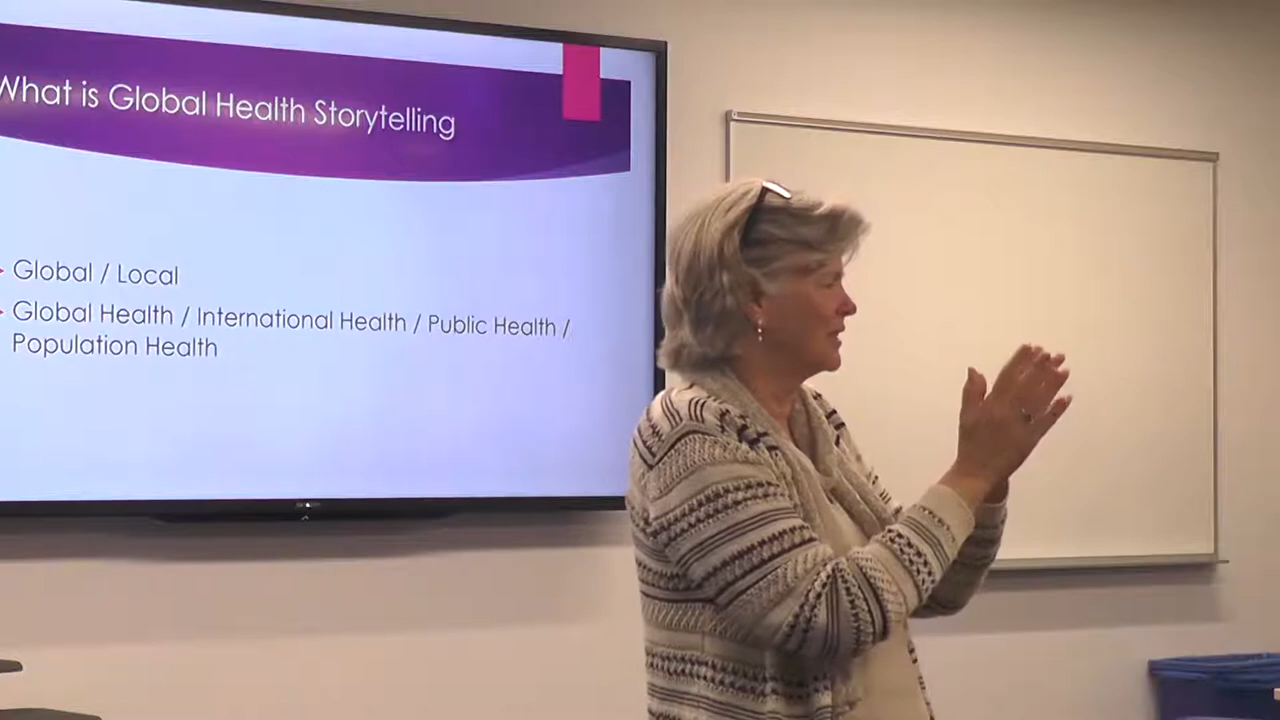 What is Global Health Storytelling
Global / Local
Global Health / International Health / Public Health /
Population Health